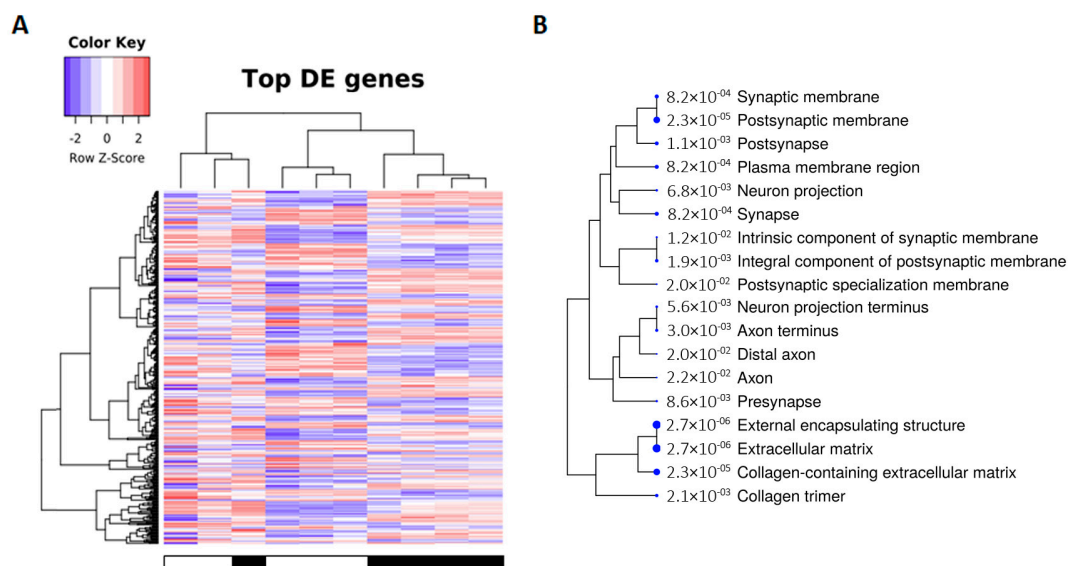 A
Color Key
-2 0 2
Row Z-Score
Top DE genes
B
8.2×10⁻⁰⁴ Synaptic membrane
2.3×10⁻⁰⁵ Postsynaptic membrane
1.1×10⁻⁰³ Postsynapse
8.2×10⁻⁰⁴ Plasma membrane region
6.8×10⁻⁰³ Neuron projection
8.2×10⁻⁰⁴ Synapse
1.2×10⁻⁰² Intrinsic component of synaptic membrane
1.9×10⁻⁰³ Integral component of postsynaptic membrane
2.0×10⁻⁰² Postsynaptic specialization membrane
5.6×10⁻⁰³ Neuron projection terminus
3.0×10⁻⁰³ Axon terminus
2.0×10⁻⁰² Distal axon
2.2×10⁻⁰² Axon
8.6×10⁻⁰³ Presynapse
2.7×10⁻⁰⁶ External encapsulating structure
2.7×10⁻⁰⁶ Extracellular matrix
2.3×10⁻⁰⁵ Collagen-containing extracellular matrix
2.1×10⁻⁰³ Collagen trimer